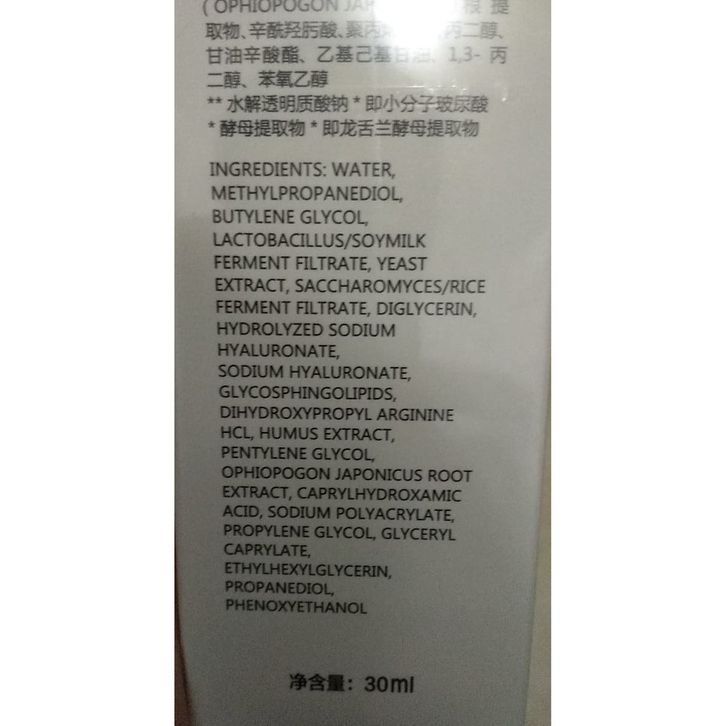 ( OPHIOPOGON JAP 根 提
取物、辛酰羟肟酸、聚丙 丙二醇、
甘油辛酸酯、乙基己基甘油、1,3- 丙
二醇、苯氧乙醇
** 水解透明质酸钠 * 即小分子玻尿酸
* 酵母提取物 * 即龙舌兰酵母提取物
INGREDIENTS: WATER,
METHYLPROPANEDIOL,
BUTYLENE GLYCOL,
LACTOBACILLUS/SOYMILK
FERMENT FILTRATE, YEAST
EXTRACT, SACCHAROMYCES/RICE
FERMENT FILTRATE, DIGLYCERIN,
HYDROLYZED SODIUM
HYALURONATE,
SODIUM HYALURONATE,
GLYCOSPHINGOLIPIDS,
DIHYDROXYPROPYL ARGININE
HCL, HUMUS EXTRACT,
PENTYLENE GLYCOL,
OPHIOPOGON JAPONICUS ROOT
EXTRACT, CAPRYLHYDROXAMIC
ACID, SODIUM POLYACRYLATE,
PROPYLENE GLYCOL, GLYCERYL
CAPRYLATE,
ETHYLHEXYLGLYCERIN,
PROPANEDIOL,
PHENOXYETHANOL
净含量：30ml